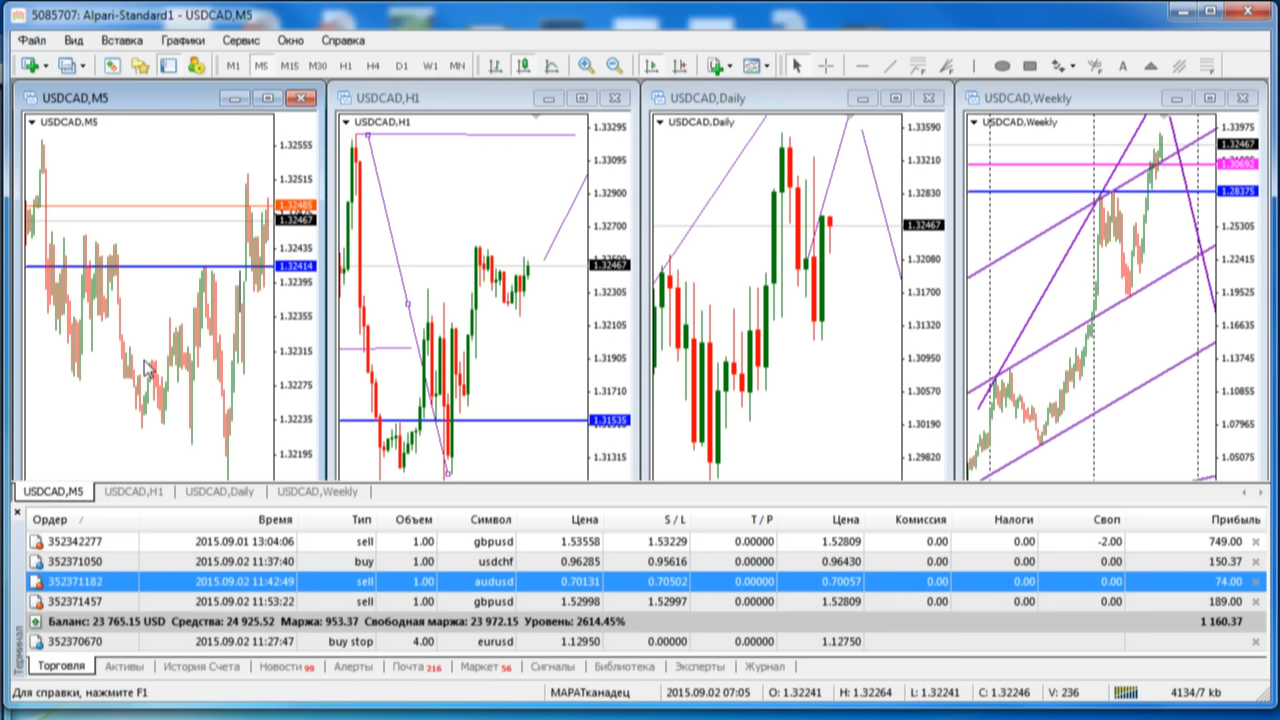 5085707: Alpari-Standard1 - USDCAD,M5
Файл Вид Вставка Графики Сервис Окно Справка
M1 M5 M15 M30 H1 H4 D1 W1 MN A
USDCAD,M5 USDCAD,H1 USDCAD,Daily USDCAD,Weekly
USDCAD,M5
1.32555
1.32515
1.32485
1.32467
1.32435
1.32414
1.32395
1.32355
1.32315
1.32275
1.32235
1.32195
USDCAD,H1
1.33295
1.33095
1.32900
1.32700
1.32467
1.32305
1.32105
1.31905
1.31710
1.31535
1.31315
USDCAD,Daily
1.33590
1.33210
1.32830
1.32467
1.32080
1.31700
1.31320
1.30950
1.30570
1.30190
1.29820
USDCAD,Weekly
1.33975
1.32467
1.30692
1.28375
1.25305
1.22415
1.19525
1.16635
1.13745
1.10855
1.07965
1.05075
USDCAD,M5 USDCAD,H1 USDCAD,Daily USDCAD,Weekly
Ордер / Время Тип Объем Символ Цена S / L T / P Цена Комиссия Налоги Своп Прибыль
352342277 2015.09.01 13:04:06 sell 1.00 gbpusd 1.53558 1.53229 0.00000 1.52809 0.00 0.00 -2.00 749.00
352371050 2015.09.02 11:37:40 buy 1.00 usdchf 0.96285 0.95616 0.00000 0.96430 0.00 0.00 0.00 150.37
352371182 2015.09.02 11:42:49 sell 1.00 audusd 0.70131 0.70502 0.00000 0.70057 0.00 0.00 0.00 74.00
352371457 2015.09.02 11:53:22 sell 1.00 gbpusd 1.52998 1.52997 0.00000 1.52809 0.00 0.00 0.00 189.00
Баланс: 23 765.15 USD Средства: 24 925.52 Маржа: 953.37 Свободная маржа: 23 972.15 Уровень: 2614.45% 1 160.37
352370670 2015.09.02 11:27:47 buy stop 4.00 eurusd 1.12950 0.00000 0.00000 1.12750
Терминал
Торговля Активы История Счета Новости 99 Алерты Почта 216 Маркет 56 Сигналы Библиотека Эксперты Журнал
Для справки, нажмите F1 МАРАТканадец 2015.09.02 07:05 O: 1.32241 H: 1.32264 L: 1.32241 C: 1.32246 V: 236 4134/7 kb